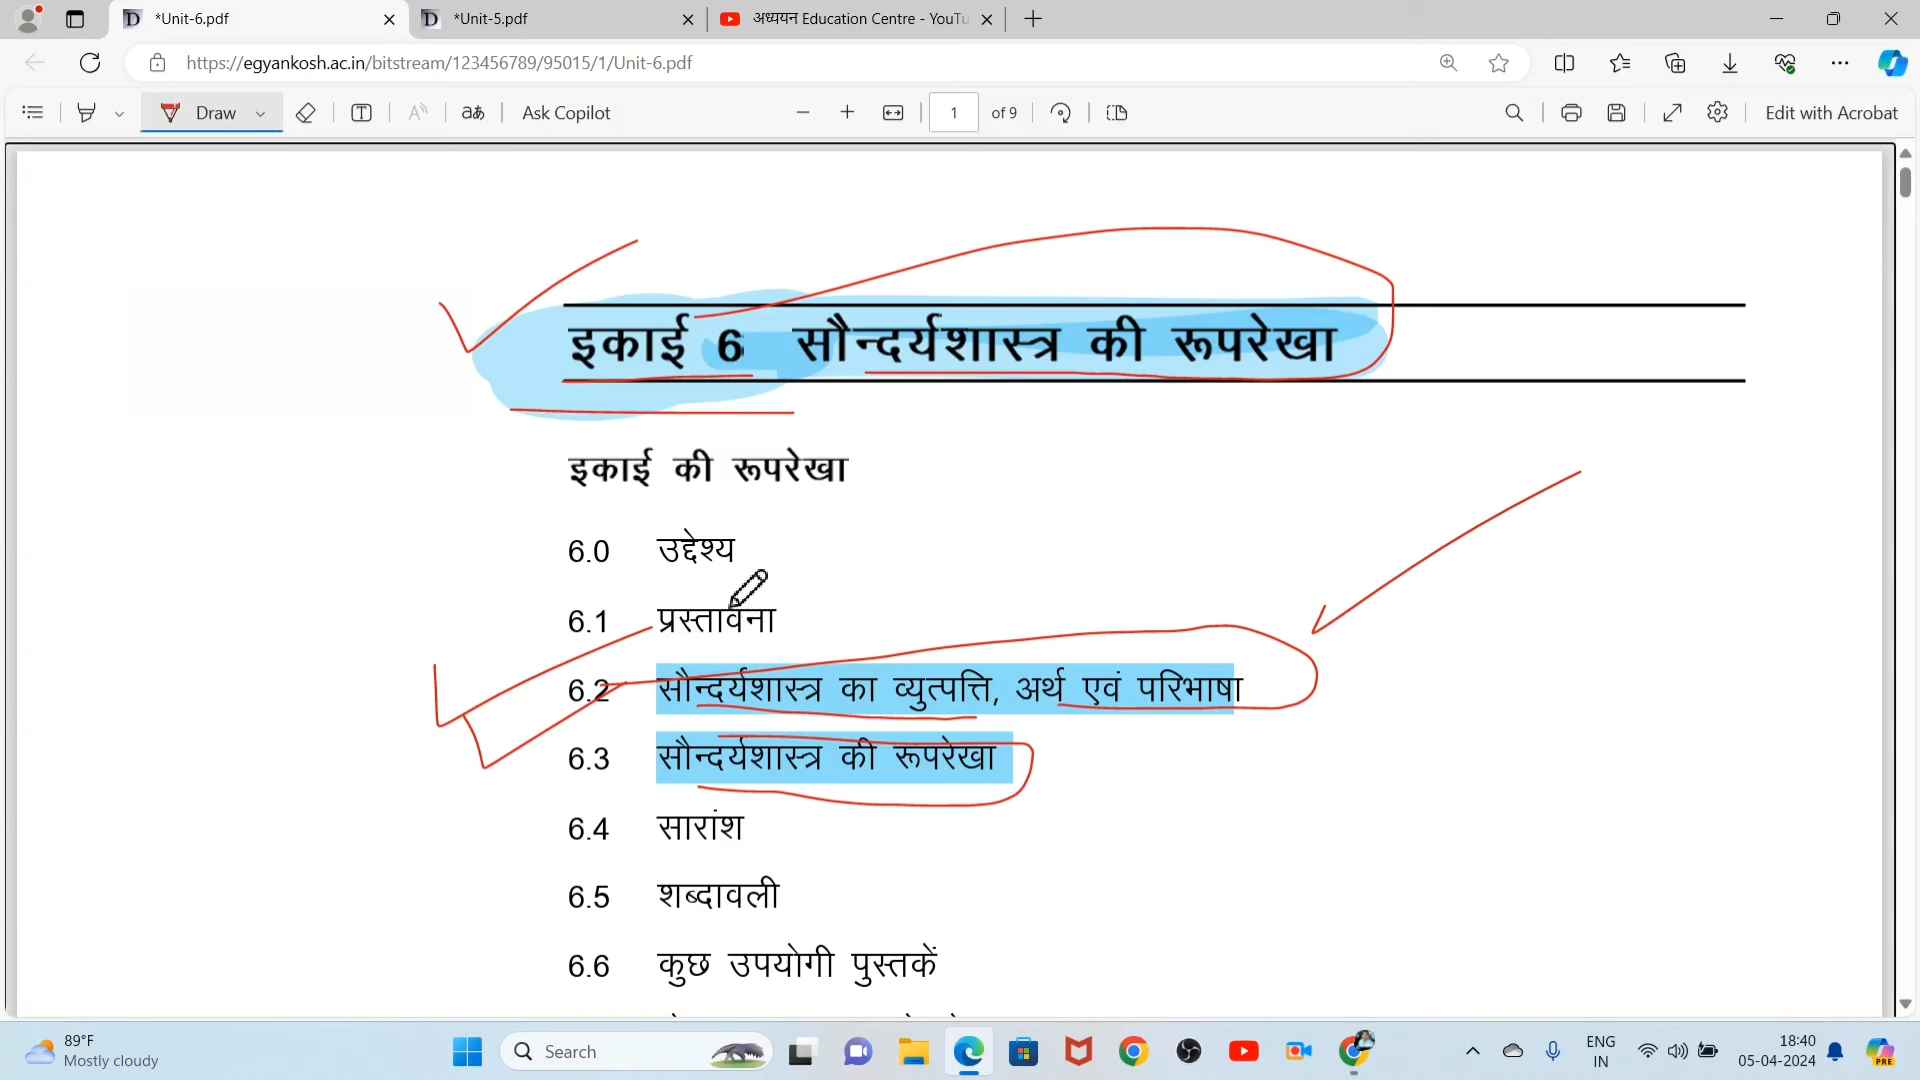 *Unit-6.pdf
*Unit-5.pdf
अध्ययन Education Centre - YouTu
https://egyankosh.ac.in/bitstream/123456789/95015/1/Unit-6.pdf
Draw
aあ
Ask Copilot
1 of 9
Edit with Acrobat
इकाई 6 सौन्दर्यशास्त्र की रूपरेखा
इकाई की रूपरेखा
6.0 उद्देश्य
6.1 प्रस्तावना
6.2 सौन्दर्यशास्त्र का व्युत्पत्ति, अर्थ एवं परिभाषा
6.3 सौन्दर्यशास्त्र की रूपरेखा
6.4 सारांश
6.5 शब्दावली
6.6 कुछ उपयोगी पुस्तकें
89°F
Mostly cloudy
Search
ENG
IN
18:40
05-04-2024
PRE